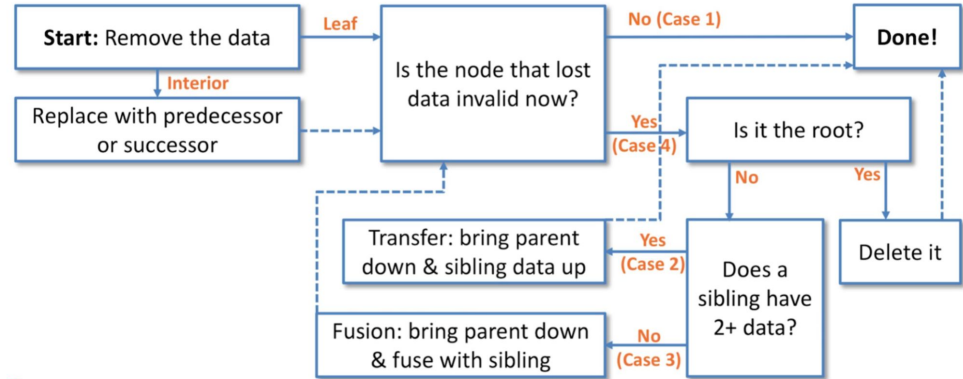 Start: Remove the data
Leaf
No (Case 1)
Done!
Is the node that lost
data invalid now?
Interior
Replace with predecessor
or successor
Yes
(Case 4)
Is it the root?
No
Yes
Transfer: bring parent
down & sibling data up
Yes
(Case 2)
Does a
sibling have
2+ data?
Delete it
Fusion: bring parent down
& fuse with sibling
No
(Case 3)